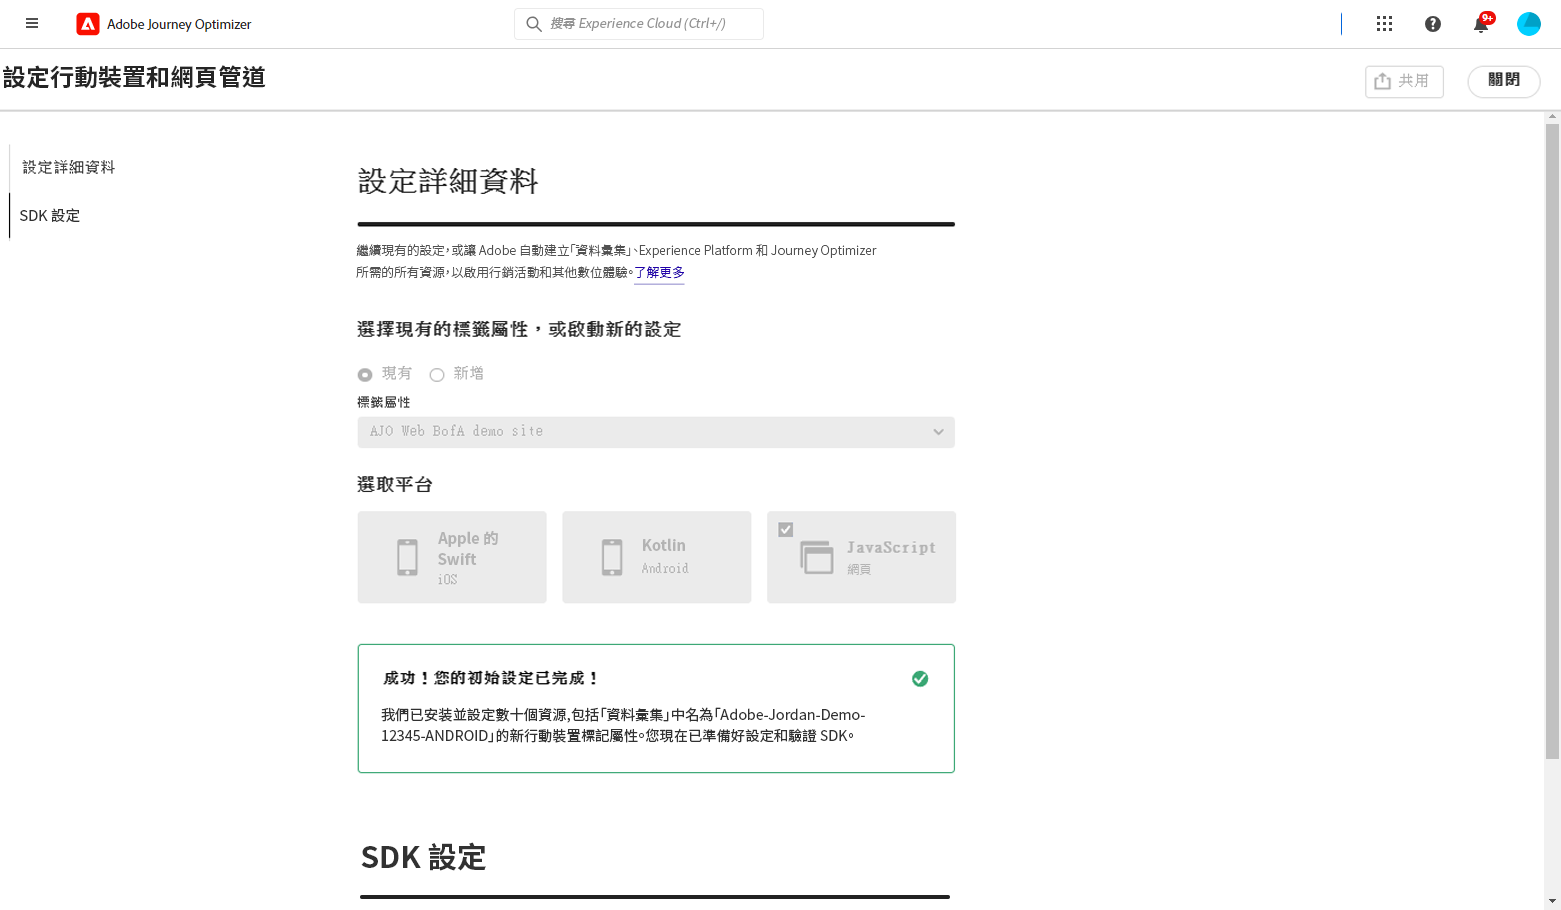 Adobe Journey Optimizer
搜尋 Experience Cloud (Ctrl+/)
9+
設定行動裝置和網頁管道
共用
關閉
設定詳細資料
SDK 設定
設定詳細資料
繼續現有的設定，或讓 Adobe 自動建立「資料彙集」、Experience Platform 和 Journey Optimizer
所需的所有資源，以啟用行銷活動和其他數位體驗。了解更多
選擇現有的標籤屬性，或啟動新的設定
現有
新增
標籤屬性
AJO Web BofA demo site
選取平台
Apple 的
Swift
iOS
Kotlin
Android
JavaScript
網頁
成功！您的初始設定已完成！
我們已安裝並設定數十個資源,包括「資料彙集」中名為「Adobe-Jordan-Demo-
12345-ANDROID」的新行動裝置標記屬性。您現在已準備好設定和驗證 SDK。
SDK 設定